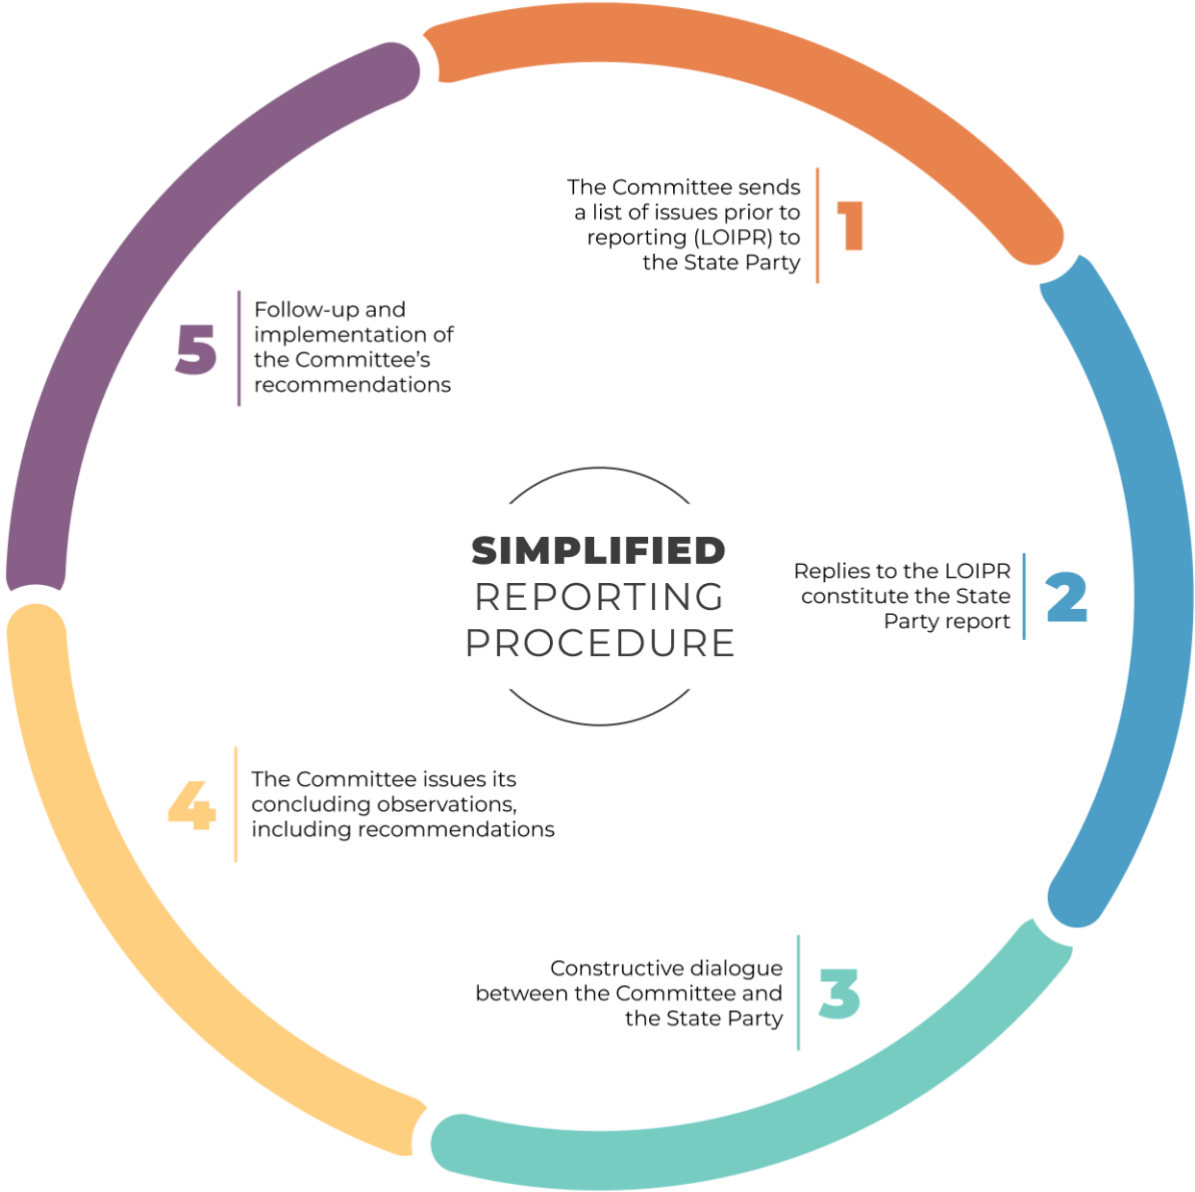 1
The Committee sends
a list of issues prior to
reporting (LOIPR) to
the State Party
2
Replies to the LOIPR
constitute the State
Party report
3
Constructive dialogue
between the Committee and
the State Party
4
The Committee issues its
concluding observations,
including recommendations
5
Follow-up and
implementation of
the Committee’s
recommendations
SIMPLIFIED
REPORTING
PROCEDURE